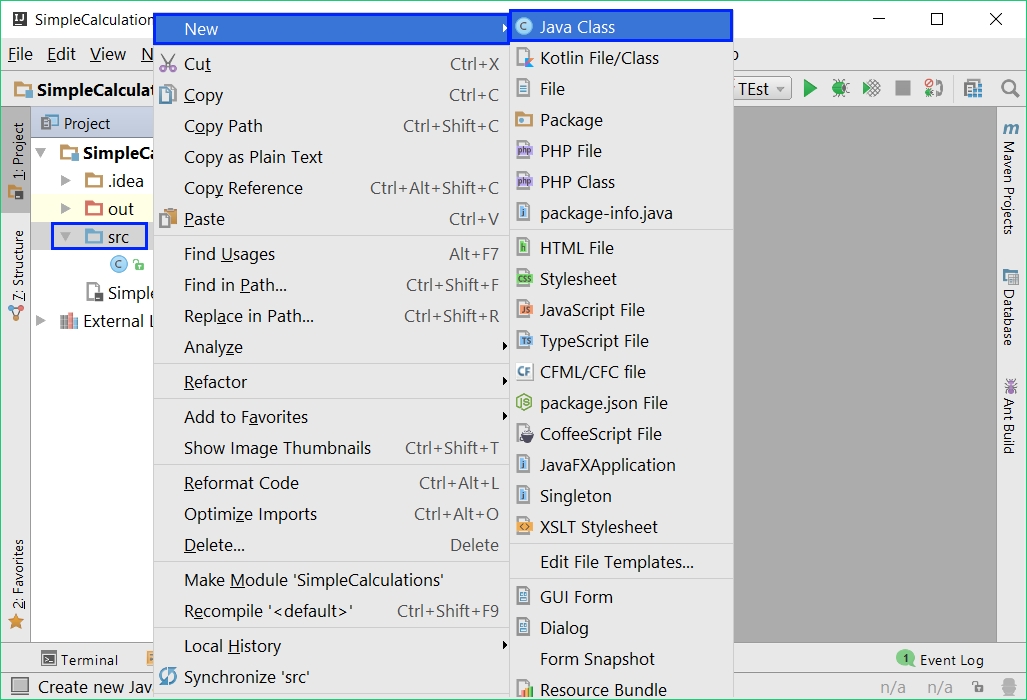 SimpleCalculation
File Edit View N
SimpleCalculat
TEst
1: Project
Z: Structure
2: Favorites
Project
SimpleCa
.idea
out
src
Simple
External L
New
Cut Ctrl+X
Copy Ctrl+C
Copy Path Ctrl+Shift+C
Copy as Plain Text
Copy Reference Ctrl+Alt+Shift+C
Paste Ctrl+V
Find Usages Alt+F7
Find in Path... Ctrl+Shift+F
Replace in Path... Ctrl+Shift+R
Analyze
Refactor
Add to Favorites
Show Image Thumbnails Ctrl+Shift+T
Reformat Code Ctrl+Alt+L
Optimize Imports Ctrl+Alt+O
Delete... Delete
Make Module 'SimpleCalculations'
Recompile '<default>' Ctrl+Shift+F9
Local History
Synchronize 'src'
Java Class
Kotlin File/Class
File
Package
PHP File
PHP Class
package-info.java
HTML File
Stylesheet
JavaScript File
TypeScript File
CFML/CFC file
package.json File
CoffeeScript File
JavaFXApplication
Singleton
XSLT Stylesheet
Edit File Templates...
GUI Form
Dialog
Form Snapshot
Resource Bundle
Maven Projects
Database
Ant Build
Terminal
1 Event Log
Create new Jav
n/a n/a